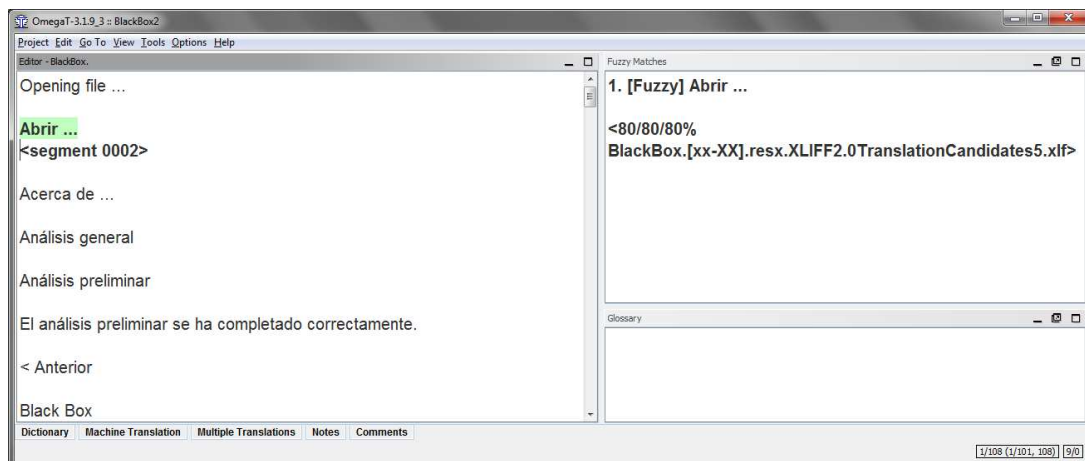 OmegaT-3.1.9_3 :: BlackBox2
Project Edit Go To View Tools Options Help
Editor - BlackBox.
Opening file ...
Abrir ...
<segment 0002>
Acerca de ...
Análisis general
Análisis preliminar
El análisis preliminar se ha completado correctamente.
< Anterior
Black Box
Fuzzy Matches
1. [Fuzzy] Abrir ...
<80/80/80%
BlackBox.[xx-XX].resx.XLIFF2.0TranslationCandidates5.xlf>
Glossary
Dictionary Machine Translation Multiple Translations Notes Comments
1/108 (1/101, 108) 9/0